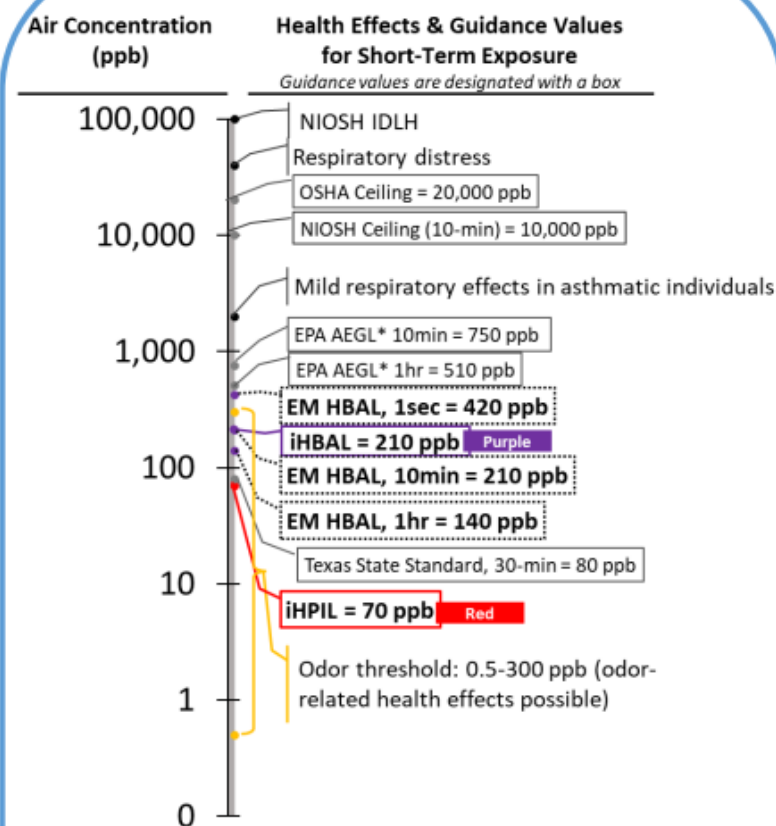 Air Concentration
(ppb)
Health Effects & Guidance Values
for Short-Term Exposure
Guidance values are designated with a box
100,000
NIOSH IDLH
Respiratory distress
OSHA Ceiling = 20,000 ppb
10,000
NIOSH Ceiling (10-min) = 10,000 ppb
Mild respiratory effects in asthmatic individuals
EPA AEGL* 10min = 750 ppb
1,000
EPA AEGL* 1hr = 510 ppb
EM HBAL, 1sec = 420 ppb
iHBAL = 210 ppb Purple
100
EM HBAL, 10min = 210 ppb
EM HBAL, 1hr = 140 ppb
Texas State Standard, 30-min = 80 ppb
10
iHPIL = 70 ppb Red
Odor threshold: 0.5-300 ppb (odor-
related health effects possible)
1
0